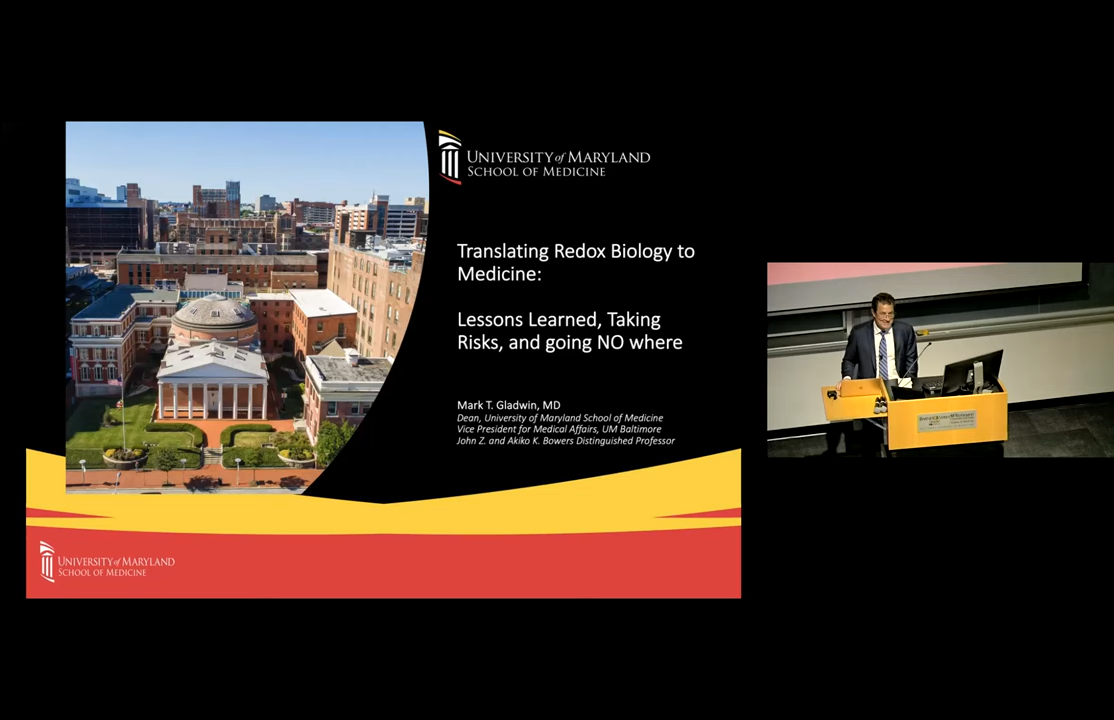 UNIVERSITY of MARYLAND
SCHOOL OF MEDICINE
Translating Redox Biology to
Medicine:
Lessons Learned, Taking
Risks, and going NO where
Mark T. Gladwin, MD
Dean, University of Maryland School of Medicine
Vice President for Medical Affairs, UM Baltimore
John Z. and Akiko K. Bowers Distinguished Professor
UNIVERSITY of MARYLAND
SCHOOL OF MEDICINE